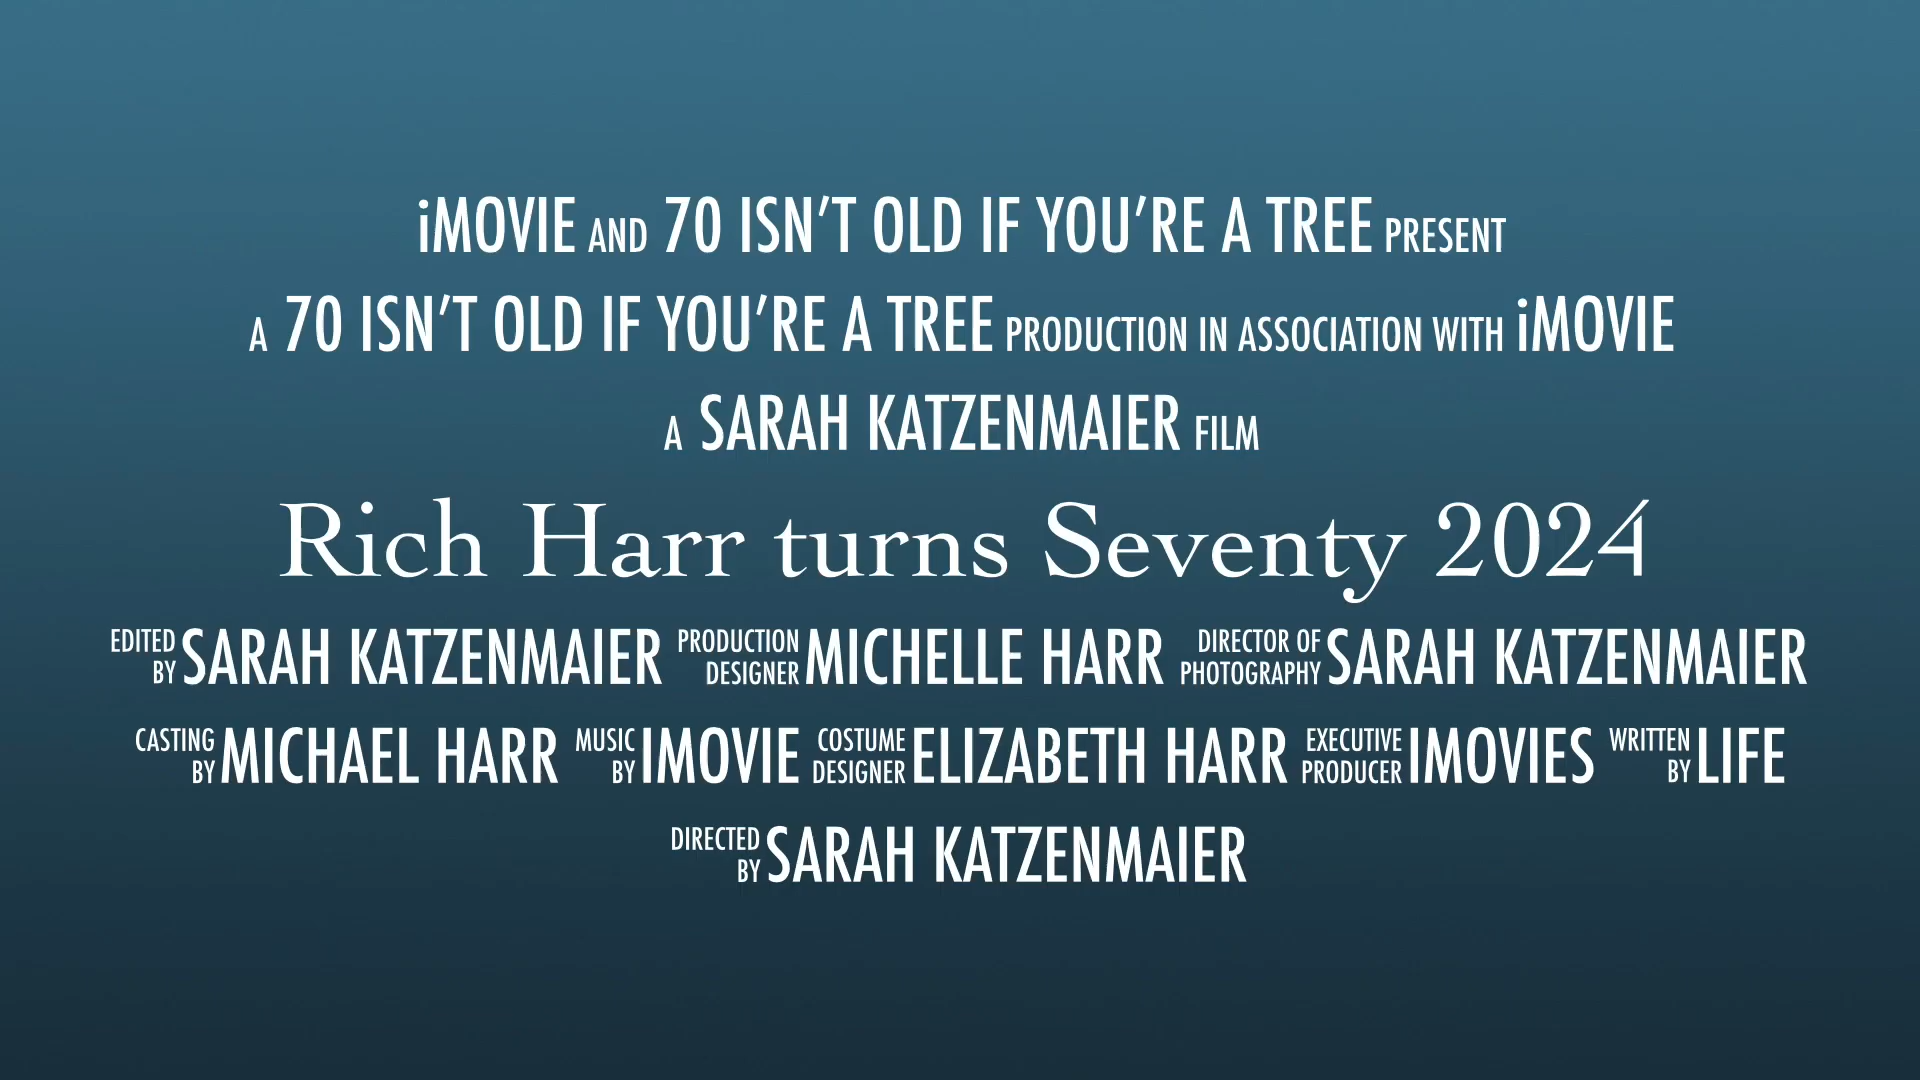 iMOVIE AND 70 ISN'T OLD IF YOU'RE A TREE PRESENT
A 70 ISN'T OLD IF YOU'RE A TREE PRODUCTION IN ASSOCIATION WITH iMOVIE
A SARAH KATZENMAIER FILM
Rich Harr turns Seventy 2024
EDITED BY SARAH KATZENMAIER PRODUCTION DESIGNER MICHELLE HARR DIRECTOR OF PHOTOGRAPHY SARAH KATZENMAIER
CASTING BY MICHAEL HARR MUSIC BY IMOVIE COSTUME DESIGNER ELIZABETH HARR EXECUTIVE PRODUCER IMOVIES WRITTEN BY LIFE
DIRECTED BY SARAH KATZENMAIER